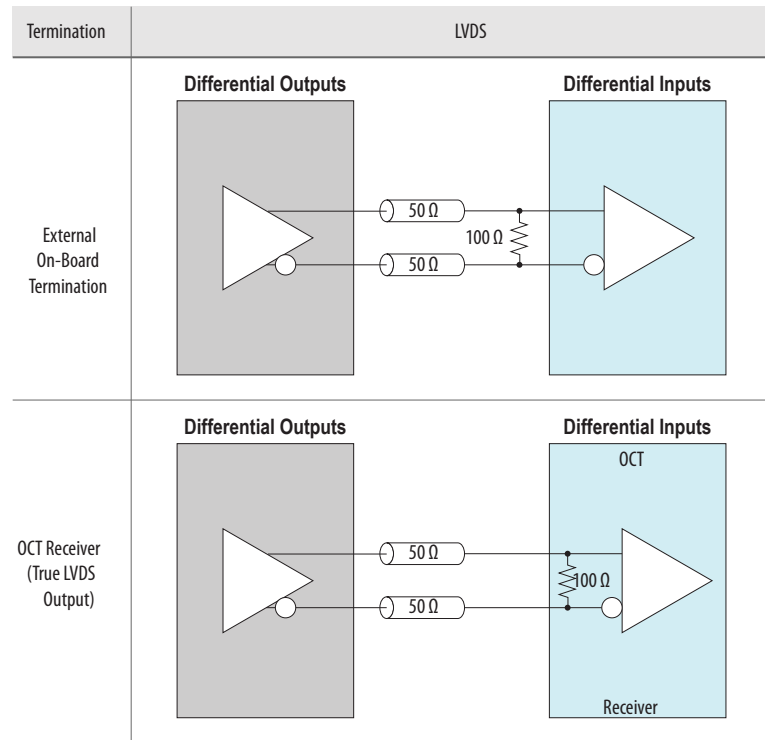 Termination
LVDS
Differential Outputs
Differential Inputs
External
On-Board
Termination
50 Ω
100 Ω
50 Ω
Differential Outputs
Differential Inputs
OCT
OCT Receiver
(True LVDS
Output)
50 Ω
100 Ω
50 Ω
Receiver